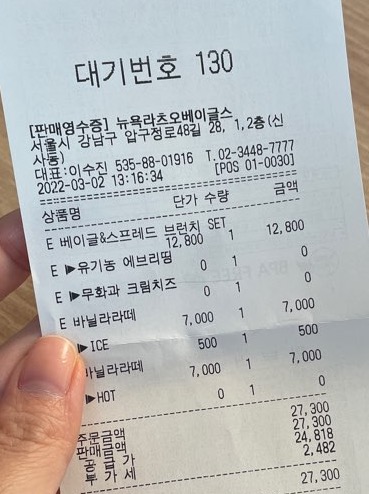 대기번호 130
[판매영수증] 뉴욕라츠오베이글스
서울시 강남구 압구정로48길 28, 1,2층(신
사동)
대표:이수진 535-88-01916 T.02-3448-7777
2022-03-02 13:16:34 [POS 01-0030]
상품명 단가 수량 금액
E 베이글&스프레드 브런치 SET
12,800 1 12,800
E ▶유기농 에브리띵 0 1 0
E ▶무화과 크림치즈 0 1 0
E 바닐라라떼 7,000 1 7,000
▶ICE 500 1 500
바닐라라떼 7,000 1 7,000
▶HOT 0 1 0
주문금액 27,300
판매금액 27,300
공급가 24,818
부가세 2,482
27,300